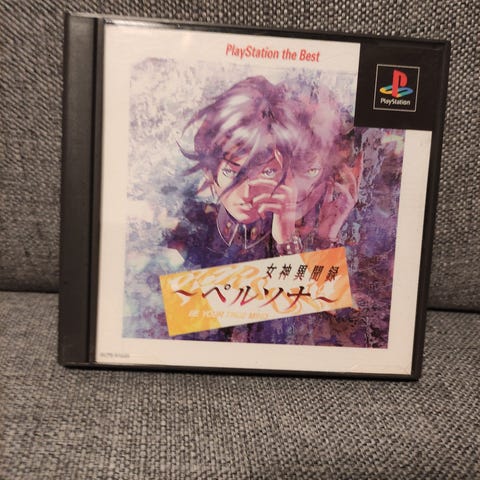 PlayStation the Best
PlayStation
女神異聞録
～ペルソナ～
BE YOUR TRUE MIND